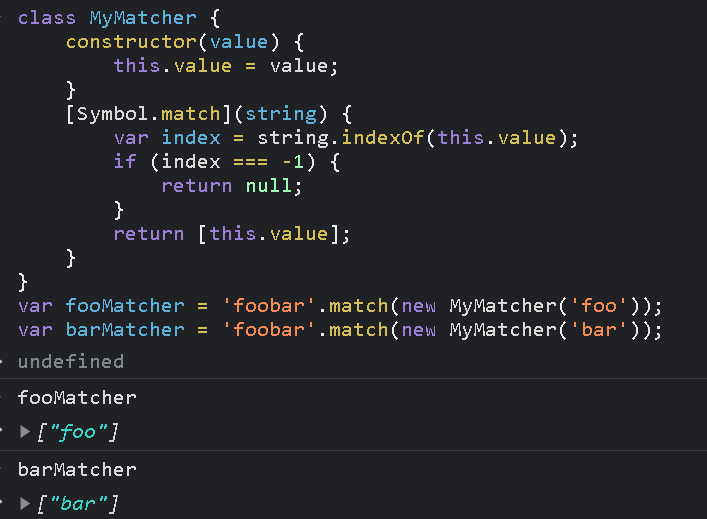 class MyMatcher {
    constructor(value) {
        this.value = value;
    }
    [Symbol.match](string) {
        var index = string.indexOf(this.value);
        if (index === -1) {
            return null;
        }
        return [this.value];
    }
}
var fooMatcher = 'foobar'.match(new MyMatcher('foo'));
var barMatcher = 'foobar'.match(new MyMatcher('bar'));
undefined
fooMatcher
["foo"]
barMatcher
["bar"]